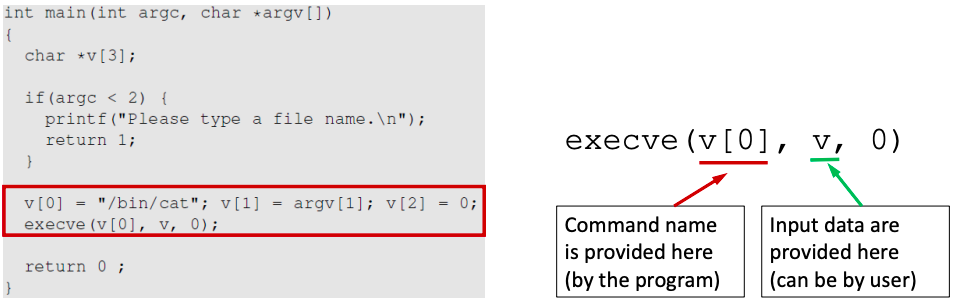 int main(int argc, char *argv[])
{
char *v[3];
if(argc < 2) {
printf("Please type a file name.\n");
return 1;
}
v[0] = "/bin/cat"; v[1] = argv[1]; v[2] = 0;
execve(v[0], v, 0);
return 0 ;
}
execve(v[0], v, 0)
Command name
is provided here
(by the program)
Input data are
provided here
(can be by user)